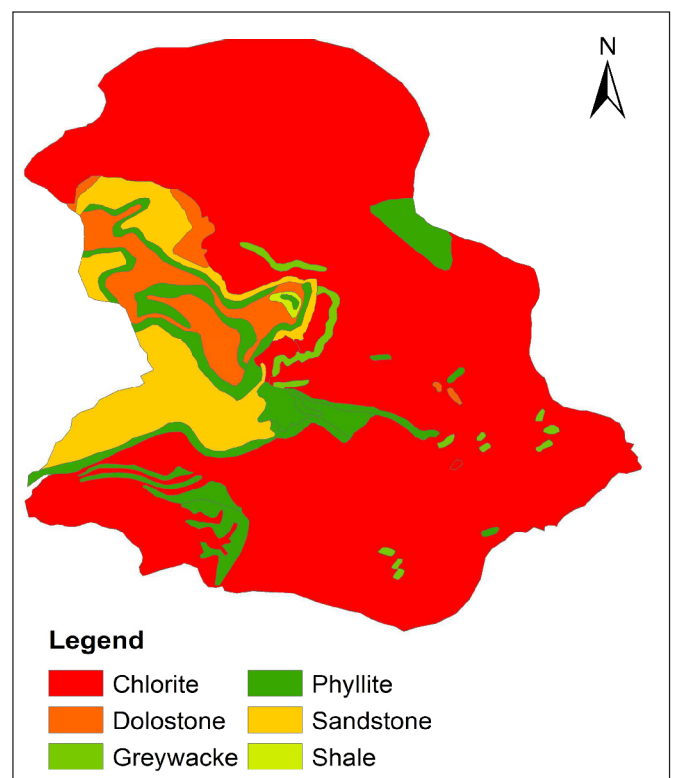 N
Legend
Chlorite Phyllite
Dolostone Sandstone
Greywacke Shale